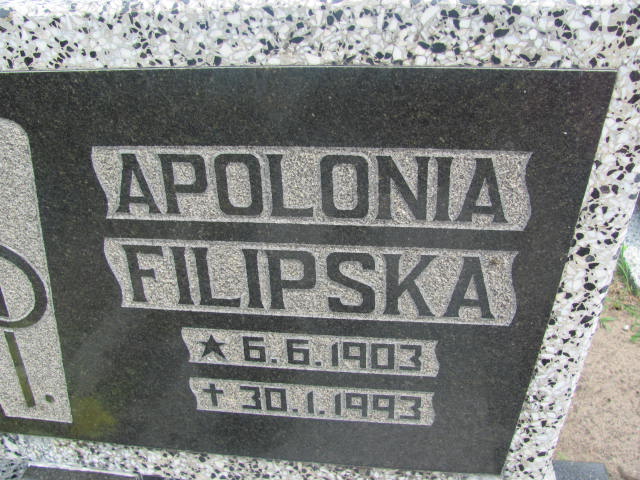 APOLONIA
FILIPSKA
★ 6.6.1903
✝ 30.1.1993